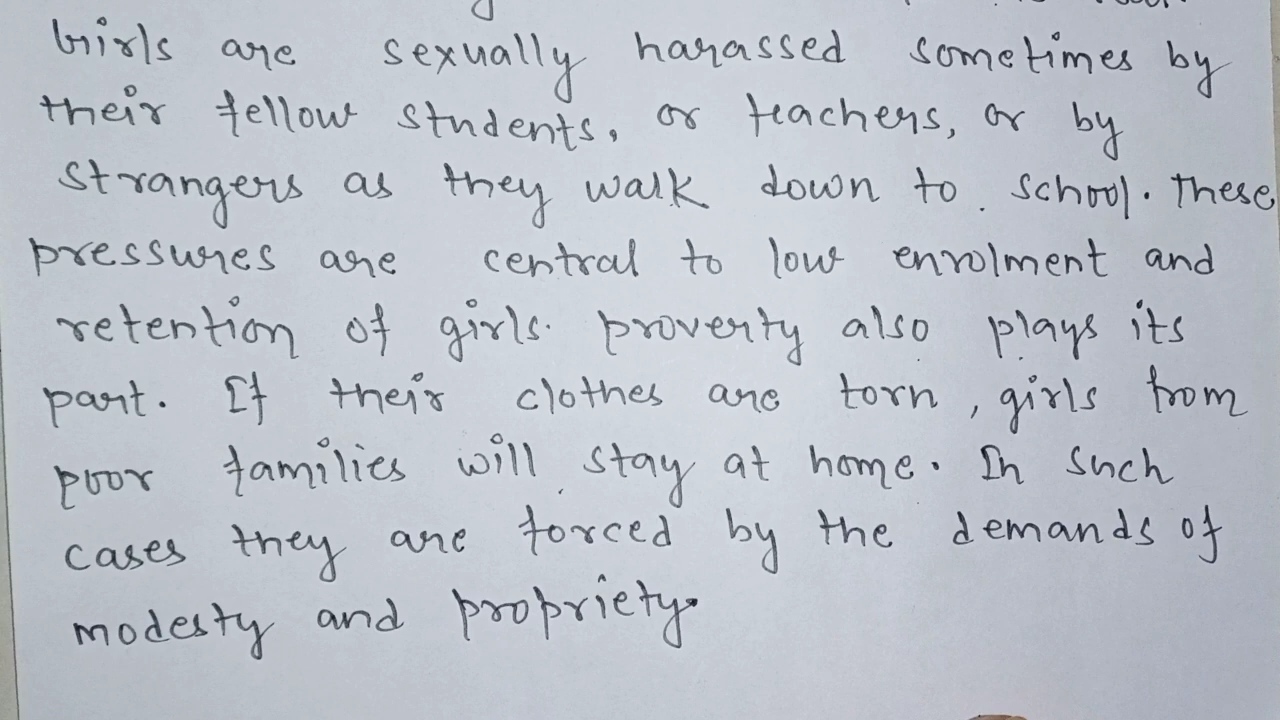 Girls are sexually harassed sometimes by
their fellow students, or teachers, or by
strangers as they walk down to school. These
pressures are central to low enrolment and
retention of girls. proverty also plays its
part. If their clothes are torn, girls from
poor families will stay at home. In such
cases they are forced by the demands of
modesty and propriety.